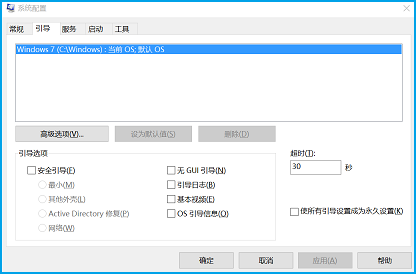 系统配置
常规 引导 服务 启动 工具
Windows 7 (C:\Windows) : 当前 OS; 默认 OS
高级选项(V)... 设为默认值(S) 删除(D)
引导选项
超时(T):
安全引导(F) 无 GUI 引导(N)
30 秒
最小(M) 引导日志(B)
其他外壳(L) 基本视频(E)
Active Directory 修复(P) OS 引导信息(O)
使所有引导设置成为永久设置(K)
网络(W)
确定 取消 应用(A) 帮助